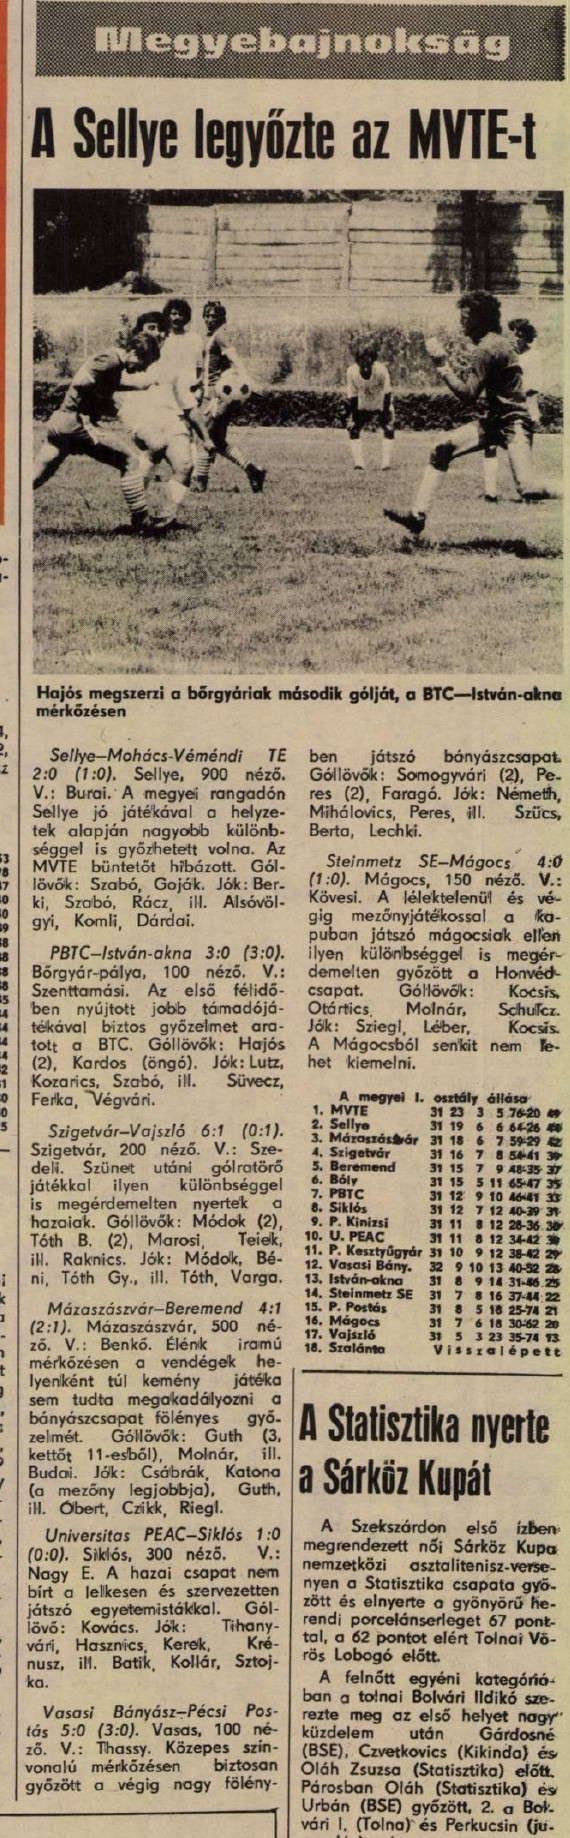 Megyebajnokság
A Sellye legyőzte az MVTE-t
Hajós megszerzi a bőrgyáriak második gólját, a BTC—István-akna
mérkőzésen
Sellye–Mohács-Véméndi TE
2:0 (1:0). Sellye, 900 néző.
V.: Burai. A megyei rangadón
Sellye jó játékával a helyze-
tek alapján nagyobb különb-
séggel is győzhetett volna. Az
MVTE büntetőt hibázott. Gól-
lövők: Szabó, Goják. Jók: Ber-
ki, Szabó, Rácz, ill. Alsóvöl-
gyi, Komli, Dárdai.
PBTC–István-akna 3:0 (3:0).
Bőrgyár-pálya, 100 néző. V.:
Szenttamási. Az első félidő-
ben nyújtott jobb támadójá-
tékával biztos győzelmet ara-
tott a BTC. Góllövők: Hajós
(2), Kardos (öngó). Jók: Lutz,
Kozarics, Szabó, ill. Süvecz,
Ferka, Végvári.
Szigetvár–Vajszló 6:1 (0:1).
Szigetvár, 200 néző. V.: Sze-
deli. Szünet utáni gólratörő
játékkal ilyen különbséggel
is megérdemelten nyertek a
hazaiak. Góllövők: Módok (2),
Tóth B. (2), Marosi, Teiek,
ill. Raknics. Jók: Módok, Bé-
ni, Tóth Gy., ill. Tóth, Varga.
Mázaszászvár–Beremend 4:1
(2:1). Mázaszászvár, 500 né-
ző. V.: Benkő. Élénk iramú
mérkőzésen a vendégek he-
lyenként túl kemény játéka
sem tudta megakadályozni a
bányászcsapat fölényes győ-
zelmét. Góllövők: Guth (3,
kettőt 11-esből), Molnár, ill.
Budai. Jók: Csábrák, Katona
(a mezőny legjobbja), Guth,
ill. Óbert, Czikk, Riegl.
Universitas PEAC–Siklós 1:0
(0:0). Siklós, 300 néző. V.:
Nagy E. A hazai csapat nem
bírt a lelkesen és szervezetten
játszó egyetemistákkal. Gól-
lövő: Kovács. Jók: Tihany-
vári, Hasznics, Kerek, Kré-
nusz, ill. Batik, Kollár, Sztoj-
ka.
Vasasi Bányász–Pécsi Pos-
tás 5:0 (3:0). Vasas, 100 né-
ző. V.: Thassy. Közepes szín-
vonalú mérkőzésen biztosan
győzött a végig nagy fölény-
ben játszó bányászcsapat.
Góllövők: Somogyvári (2), Pe-
res (2), Faragó. Jók: Németh,
Mihálovics, Peres, ill. Szűcs,
Berta, Lechki.
Steinmetz SE–Mágocs 4:0
(1:0). Mágocs, 150 néző. V.:
Kövesi. A lélektelenül és vé-
gig mezőnyjátékossal a ka-
puban játszó mágocsiak ellen
ilyen különbséggel is megér-
demelten győzött a Honvéd-
csapat. Góllövők: Kocsis,
Otártics, Molnár, Schultz.
Jók: Sziegl, Léber, Kocsis.
A Mágocsból senkit nem le-
het kiemelni.
A megyei I. osztály állása
1. MVTE 31 23 3 5 76-20 49
2. Sellye 31 19 6 6 64-26 44
3. Mázaszászvár 31 18 6 7 59-29 42
4. Szigetvár 31 16 7 8 54-41 39
5. Beremend 31 15 7 9 48-35 37
6. Bóly 31 15 5 11 65-47 35
7. PBTC 31 12 9 10 46-41 33
8. Siklós 31 12 7 12 40-39 31
9. P. Kinizsi 31 11 8 12 28-36 30
10. U. PEAC 31 11 8 12 34-42 30
11. P. Kesztyűgyár 31 10 9 12 38-42 29
12. Vasasi Bány. 32 9 10 13 40-52 28
13. István-akna 31 8 9 14 31-46 25
14. Steinmetz SE 31 7 8 16 37-44 22
15. P. Postás 31 8 5 18 25-74 21
16. Mágocs 31 7 6 18 30-62 20
17. Vajszló 31 5 3 23 35-74 13
18. Szalánta Visszalépett
A Statisztika nyerte
a Sárköz Kupát
A Szekszárdon első ízben
megrendezett női Sárköz Kupa
nemzetközi asztalitenisz-verse-
nyen a Statisztika csapata győ-
zött és elnyerte a gyönyörű he-
rendi porcelánserleget 67 pont-
tal, a 62 pontot elért Tolnai Vö-
rös Lobogó előtt.
A felnőtt egyéni kategóriá-
ban a tolnai Bolvári Ildikó sze-
rezte meg az első helyet nagy
küzdelem után Gárdosné
(BSE), Czvetkovics (Kikinda) és
Oláh Zsuzsa (Statisztika) előtt.
Párosban Oláh (Statisztika) és
Urbán (BSE) győzött, 2. a Bol-
vári I. (Tolna) és Perkucsin (ju-